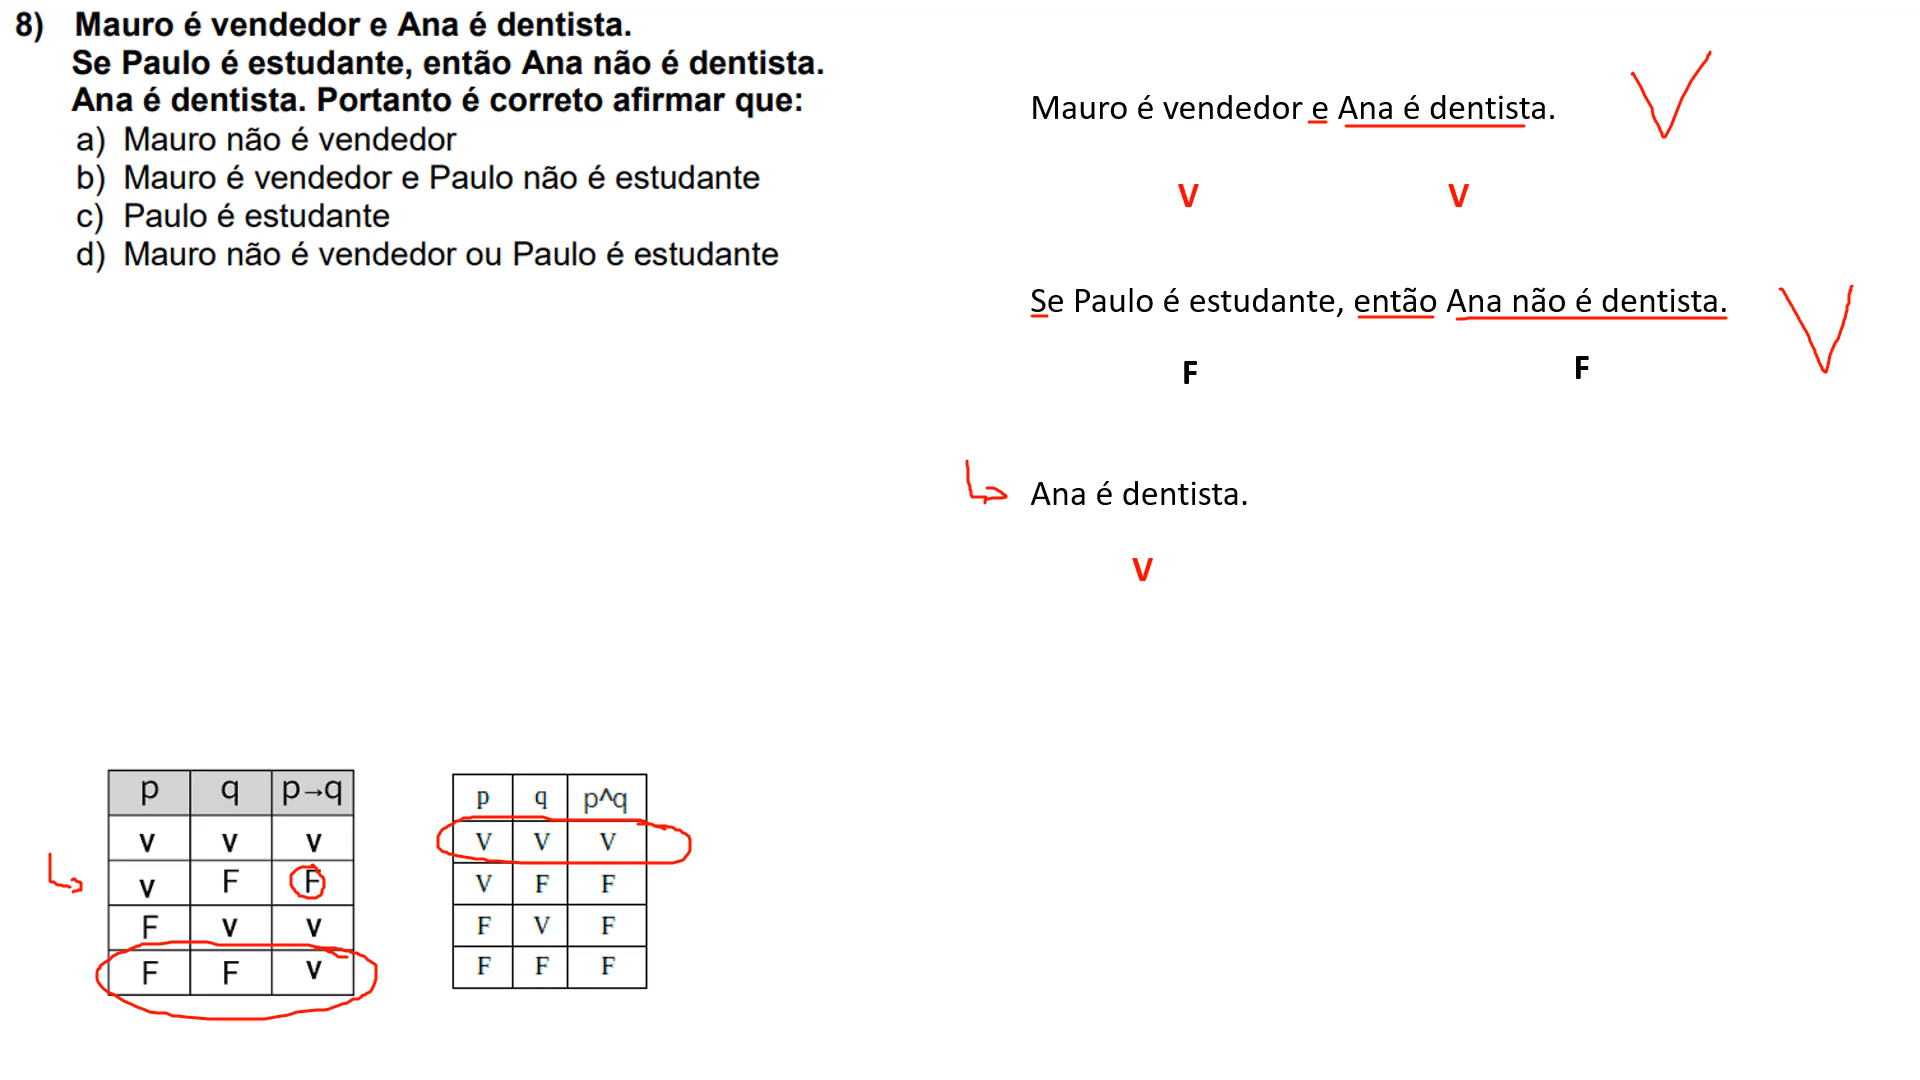 8) Mauro é vendedor e Ana é dentista.
Se Paulo é estudante, então Ana não é dentista.
Ana é dentista. Portanto é correto afirmar que:
a) Mauro não é vendedor
b) Mauro é vendedor e Paulo não é estudante
c) Paulo é estudante
d) Mauro não é vendedor ou Paulo é estudante
Mauro é vendedor e Ana é dentista. V
V V
Se Paulo é estudante, então Ana não é dentista. V
F F
Ana é dentista.
V
p q p→q
V V V
V F F
F V V
F F V
p q p^q
V V V
V F F
F V F
F F F